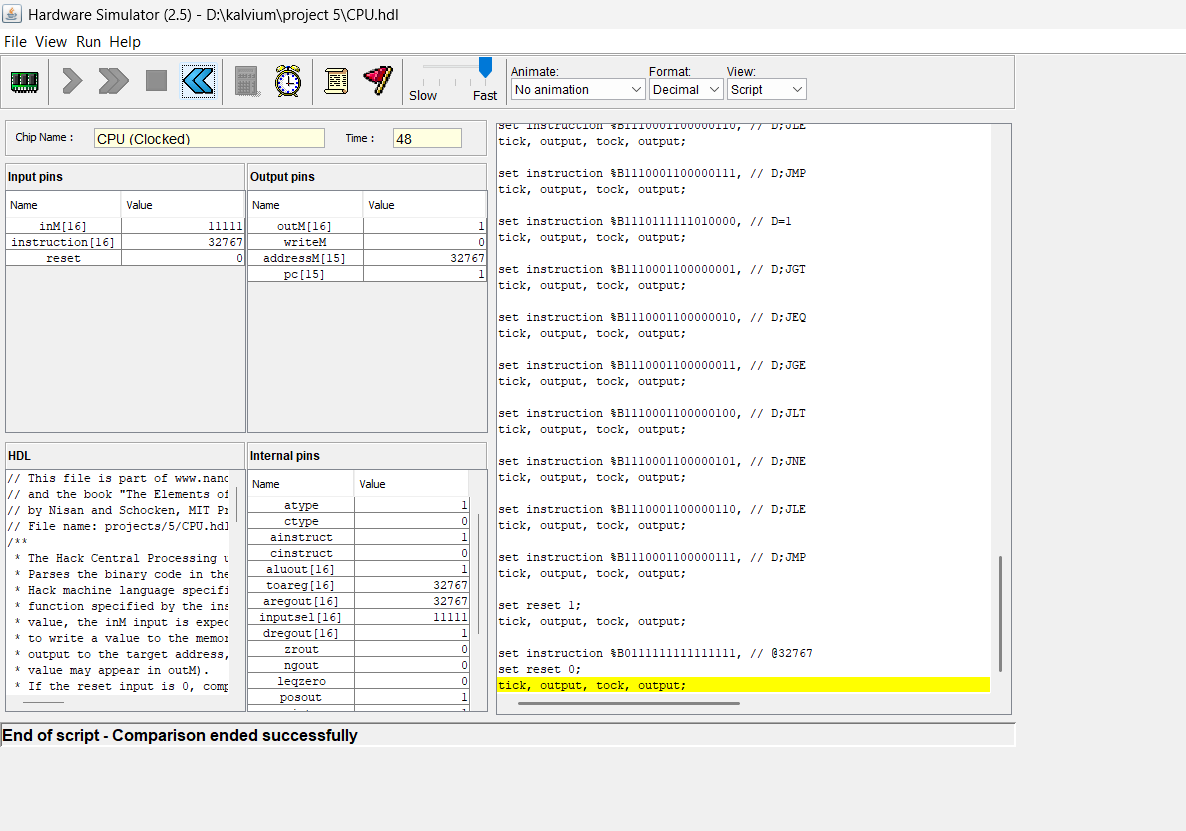 Hardware Simulator (2.5) - D:\kalvium\project 5\CPU.hdl
File View Run Help
Slow Fast
Animate: Format: View:
No animation Decimal Script
Chip Name : CPU (Clocked) Time : 48
Input pins
Name Value
inM[16] 11111
instruction[16] 32767
reset 0
Output pins
Name Value
outM[16] 1
writeM 0
addressM[15] 32767
pc[15] 1
HDL
// This file is part of www.nand
// and the book "The Elements of
// by Nisan and Schocken, MIT Pr
// File name: projects/5/CPU.hdl
/**
* The Hack Central Processing u
* Parses the binary code in the
* Hack machine language specifi
* function specified by the ins
* value, the inM input is expec
* to write a value to the memor
* output to the target address,
* value may appear in outM).
* If the reset input is 0, comp
Internal pins
Name Value
atype 1
ctype 0
ainstruct 1
cinstruct 0
aluout[16] 1
toareg[16] 32767
aregout[16] 32767
inputsel[16] 11111
dregout[16] 1
zrout 0
ngout 0
leqzero 0
posout 1
set instruction %B1110001100000110, // D;JLE
tick, output, tock, output;
set instruction %B1110001100000111, // D;JMP
tick, output, tock, output;
set instruction %B1110111111010000, // D=1
tick, output, tock, output;
set instruction %B1110001100000001, // D;JGT
tick, output, tock, output;
set instruction %B1110001100000010, // D;JEQ
tick, output, tock, output;
set instruction %B1110001100000011, // D;JGE
tick, output, tock, output;
set instruction %B1110001100000100, // D;JLT
tick, output, tock, output;
set instruction %B1110001100000101, // D;JNE
tick, output, tock, output;
set instruction %B1110001100000110, // D;JLE
tick, output, tock, output;
set instruction %B1110001100000111, // D;JMP
tick, output, tock, output;
set reset 1;
tick, output, tock, output;
set instruction %B0111111111111111, // @32767
set reset 0;
tick, output, tock, output;
End of script - Comparison ended successfully